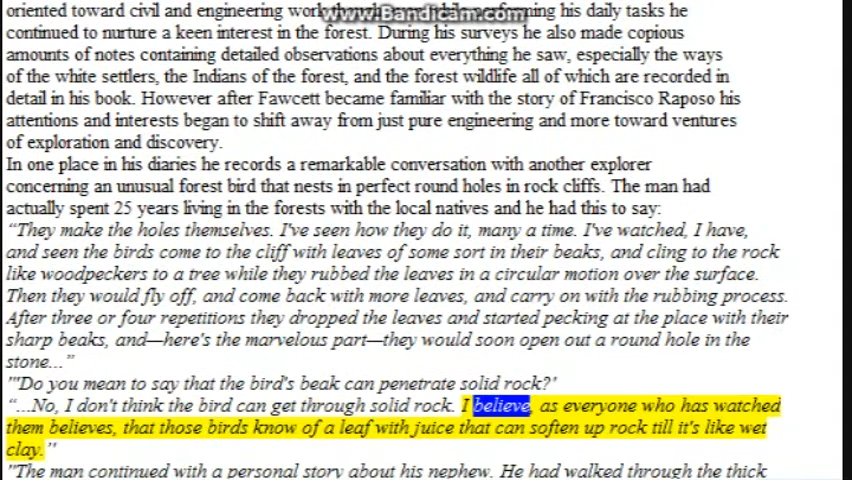 oriented toward civil and engineering work
www.Bandicam.com
his daily tasks he
continued to nurture a keen interest in the forest. During his surveys he also made copious
amounts of notes containing detailed observations about everything he saw, especially the ways
of the white settlers, the Indians of the forest, and the forest wildlife all of which are recorded in
detail in his book. However after Fawcett became familiar with the story of Francisco Raposo his
attentions and interests began to shift away from just pure engineering and more toward ventures
of exploration and discovery.
In one place in his diaries he records a remarkable conversation with another explorer
concerning an unusual forest bird that nests in perfect round holes in rock cliffs. The man had
actually spent 25 years living in the forests with the local natives and he had this to say:
“They make the holes themselves. I've seen how they do it, many a time. I've watched, I have,
and seen the birds come to the cliff with leaves of some sort in their beaks, and cling to the rock
like woodpeckers to a tree while they rubbed the leaves in a circular motion over the surface.
Then they would fly off, and come back with more leaves, and carry on with the rubbing process.
After three or four repetitions they dropped the leaves and started pecking at the place with their
sharp beaks, and—here's the marvelous part—they would soon open out a round hole in the
stone...”
'"Do you mean to say that the bird's beak can penetrate solid rock?'
“...No, I don't think the bird can get through solid rock. I believe, as everyone who has watched
them believes, that those birds know of a leaf with juice that can soften up rock till it's like wet
clay.”
"The man continued with a personal story about his nephew. He had walked through the thick